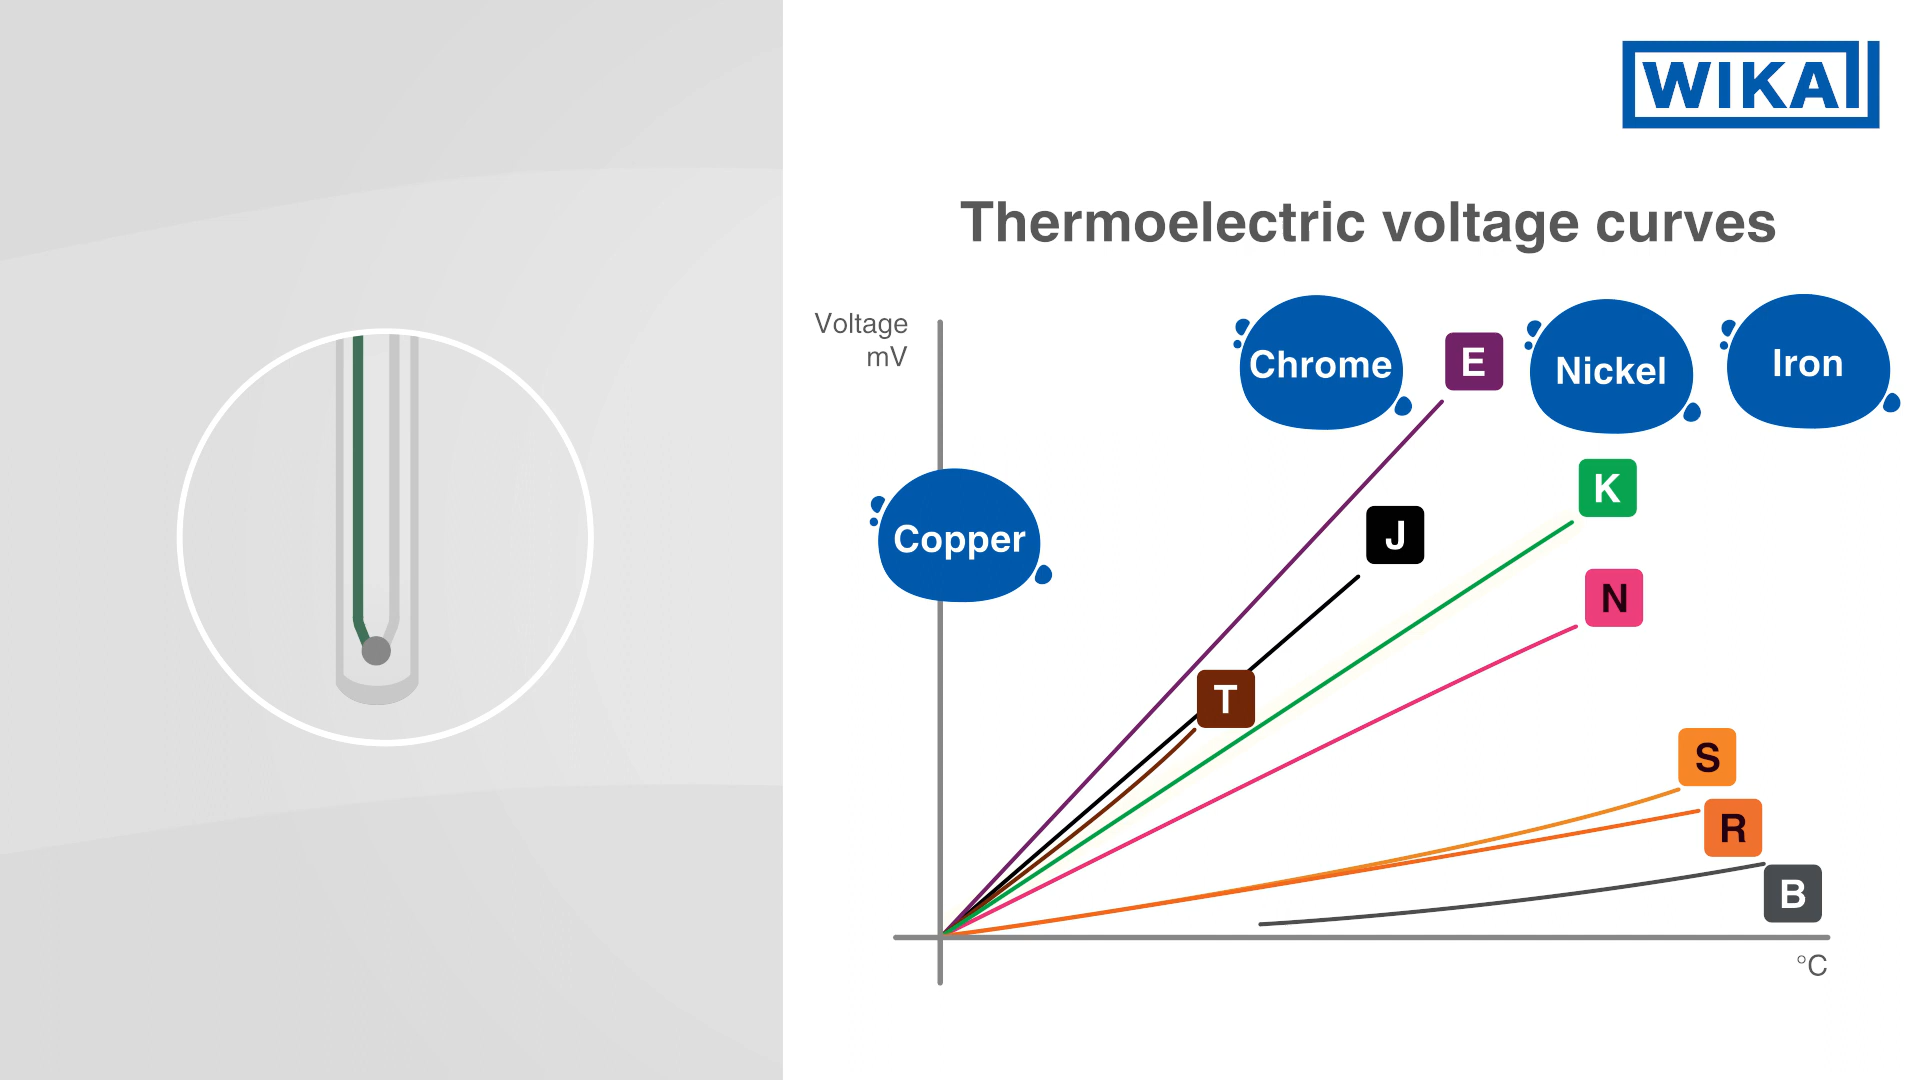 WIKA
Thermoelectric voltage curves
Voltage
mV
Chrome
E
Nickel
Iron
K
Copper
J
N
T
S
R
B
°C